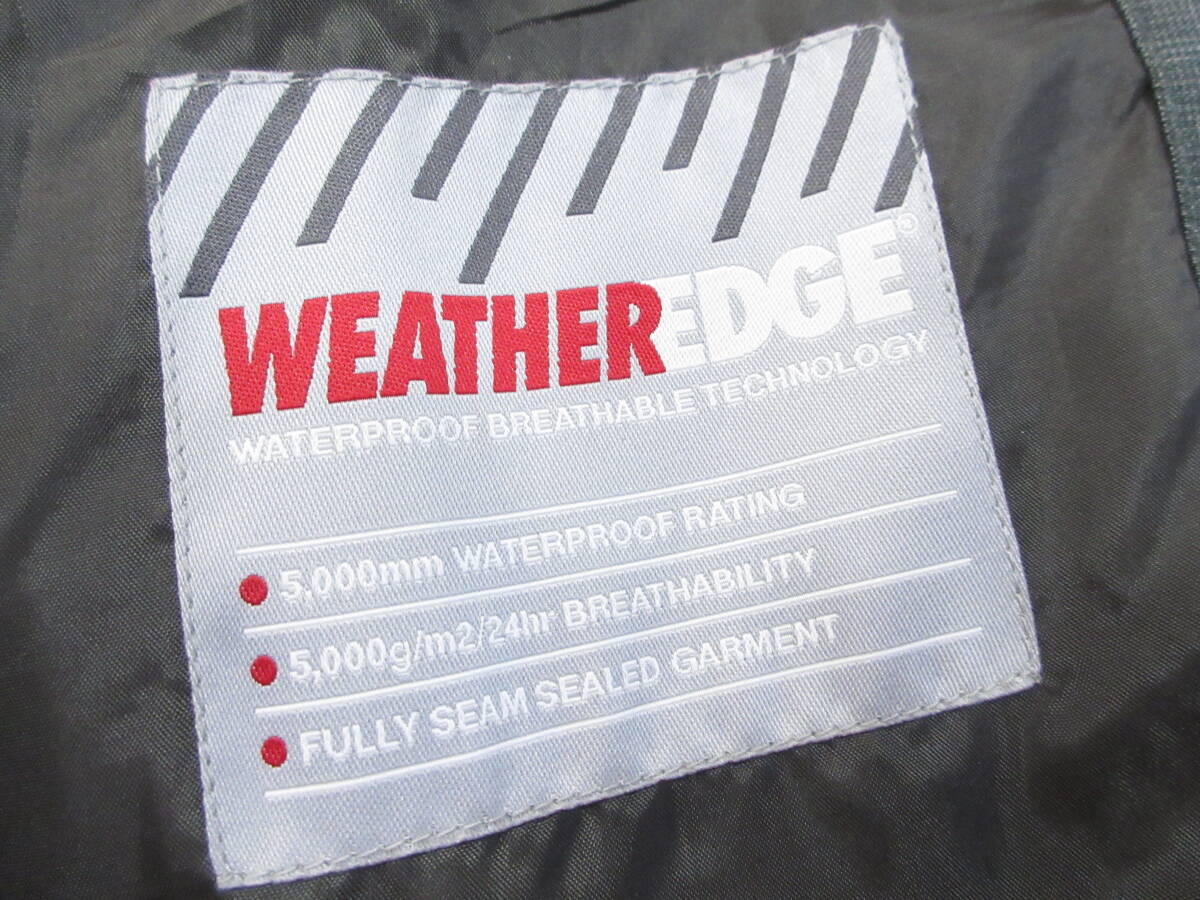 WEATHEREDGE®
WATERPROOF BREATHABLE TECHNOLOGY
5,000mm WATERPROOF RATING
5,000g/m2/24hr BREATHABILITY
FULLY SEAM SEALED GARMENT